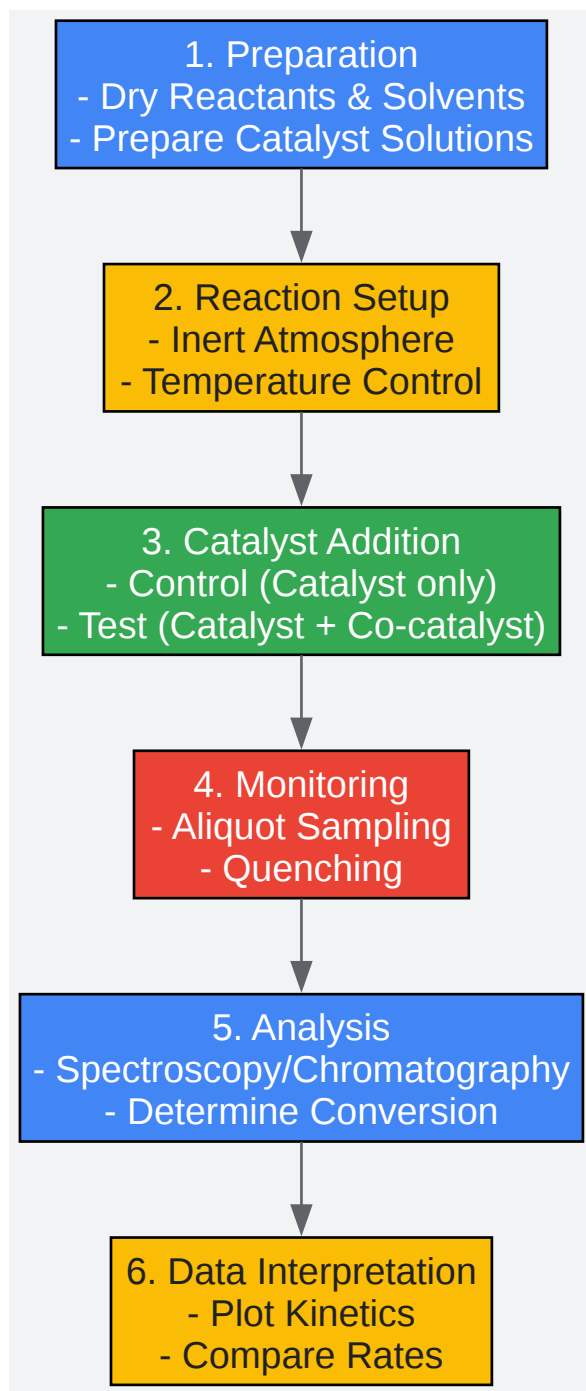 1. Preparation
- Dry Reactants & Solvents
- Prepare Catalyst Solutions
2. Reaction Setup
- Inert Atmosphere
- Temperature Control
3. Catalyst Addition
- Control (Catalyst only)
- Test (Catalyst + Co-catalyst)
4. Monitoring
- Aliquot Sampling
- Quenching
5. Analysis
- Spectroscopy/Chromatography
- Determine Conversion
6. Data Interpretation
- Plot Kinetics
- Compare Rates